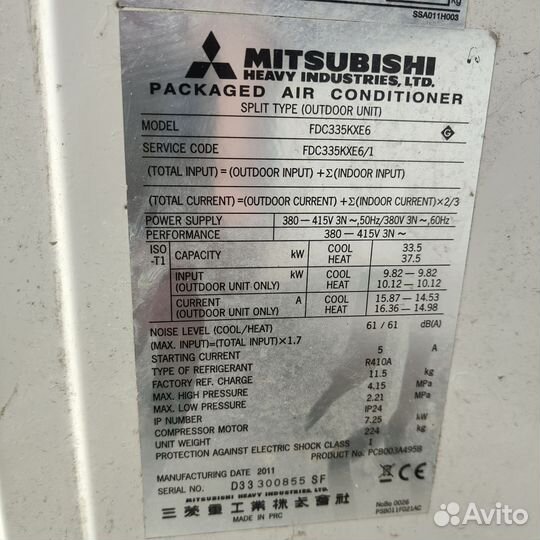 kg
SSA011H003
MITSUBISHI
HEAVY INDUSTRIES, LTD.
PACKAGED AIR CONDITIONER
SPLIT TYPE (OUTDOOR UNIT)
MODEL FDC335KXE6 G
SERVICE CODE FDC335KXE6/1
(TOTAL INPUT)=(OUTDOOR INPUT) +Σ(INDOOR INPUT)
(TOTAL CURRENT)=(OUTDOOR CURRENT) +Σ(INDOOR CURRENT)×2/3
POWER SUPPLY 380-415V 3N~,50Hz/380V 3N~,60Hz
PERFORMANCE 380-415V 3N~
ISO -T1 CAPACITY kW COOL 33.5
HEAT 37.5
INPUT kW COOL 9.82-9.82
(OUTDOOR UNIT ONLY) HEAT 10.12-10.12
CURRENT A COOL 15.87-14.53
(OUTDOOR UNIT ONLY) HEAT 16.36-14.98
NOISE LEVEL (COOL/HEAT) 61/61 dB(A)
(MAX. INPUT)=(TOTAL INPUT)×1.7
STARTING CURRENT 5 A
TYPE OF REFRIGERANT R410A
FACTORY REF. CHARGE 11.5 kg
MAX. HIGH PRESSURE 4.15 MPa
MAX. LOW PRESSURE 2.21 MPa
IP NUMBER IP24
COMPRESSOR MOTOR 7.25 kW
UNIT WEIGHT 224 kg
PROTECTION AGAINST ELECTRIC SHOCK CLASS 1
PRODUCT No. PCB003A495B
MANUFACTURING DATE 2011
SERIAL NO. D33300855 SF
MITSUBISHI HEAVY INDUSTRIES, LTD.
三菱重工業株式会社
MADE IN PRC
CE
NoBo 0026
PSB011F021AC
Avito